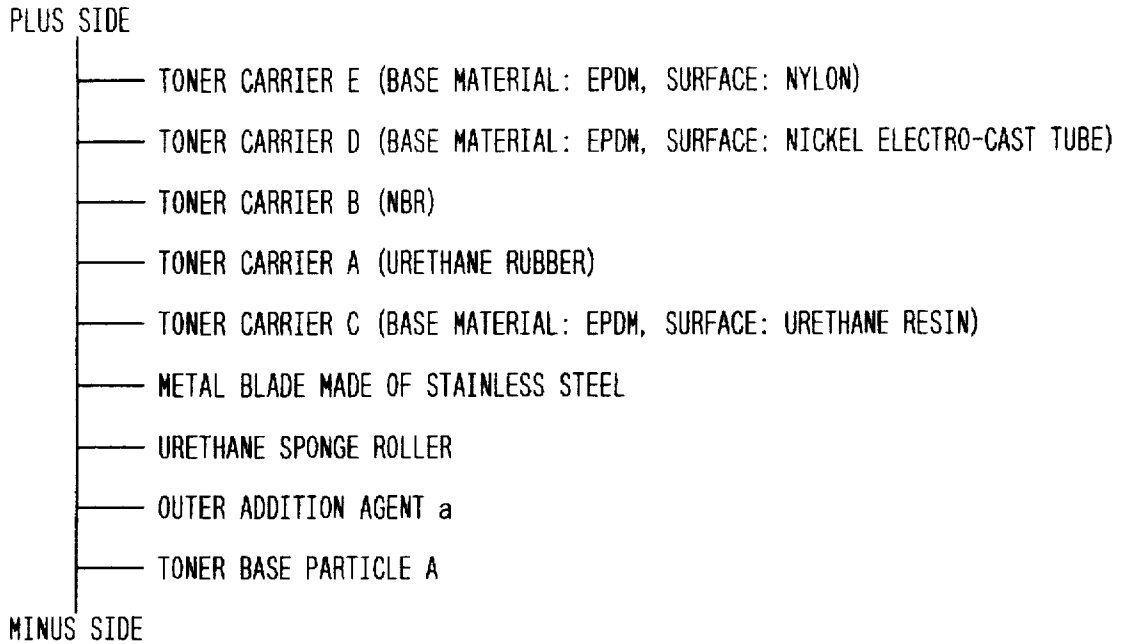 PLUS SIDE
TONER CARRIER E (BASE MATERIAL: EPDM, SURFACE: NYLON)
TONER CARRIER D (BASE MATERIAL: EPDM, SURFACE: NICKEL ELECTRO-CAST TUBE)
TONER CARRIER B (NBR)
TONER CARRIER A (URETHANE RUBBER)
TONER CARRIER C (BASE MATERIAL: EPDM, SURFACE: URETHANE RESIN)
METAL BLADE MADE OF STAINLESS STEEL
URETHANE SPONGE ROLLER
OUTER ADDITION AGENT a
TONER BASE PARTICLE A
MINUS SIDE